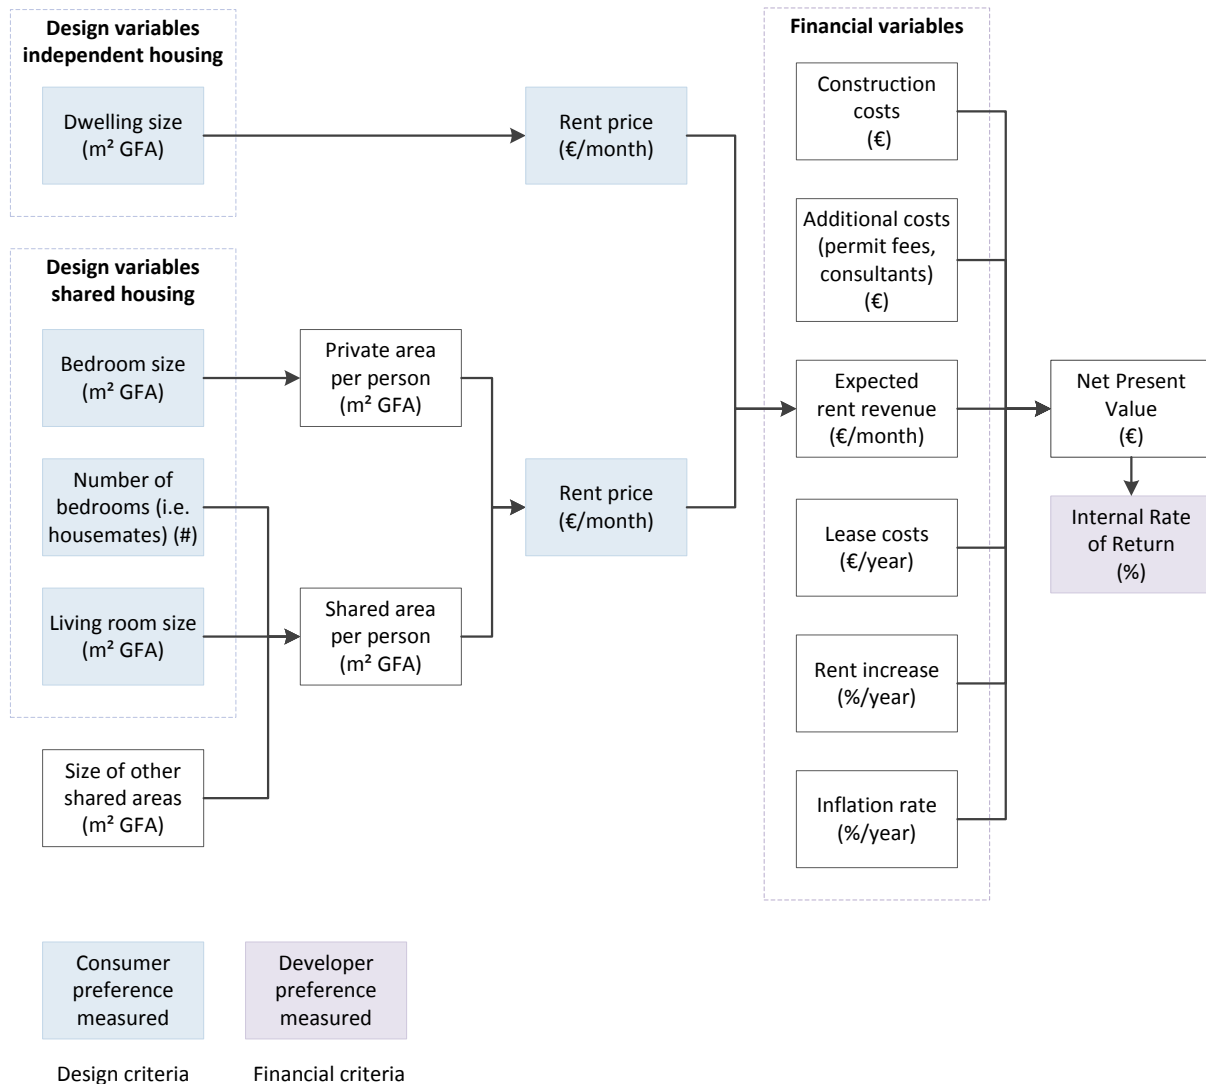 Design variables
independent housing
Dwelling size
(m² GFA)
Rent price
(€/month)
Design variables
shared housing
Bedroom size
(m² GFA)
Private area
per person
(m² GFA)
Number of
bedrooms (i.e.
housemates) (#)
Rent price
(€/month)
Living room size
(m² GFA)
Shared area
per person
(m² GFA)
Size of other
shared areas
(m² GFA)
Financial variables
Construction
costs
(€)
Additional costs
(permit fees,
consultants)
(€)
Expected
rent revenue
(€/month)
Lease costs
(€/year)
Rent increase
(%/year)
Inflation rate
(%/year)
Net Present
Value
(€)
Internal Rate
of Return
(%)
Consumer
preference
measured
Developer
preference
measured
Design criteria
Financial criteria